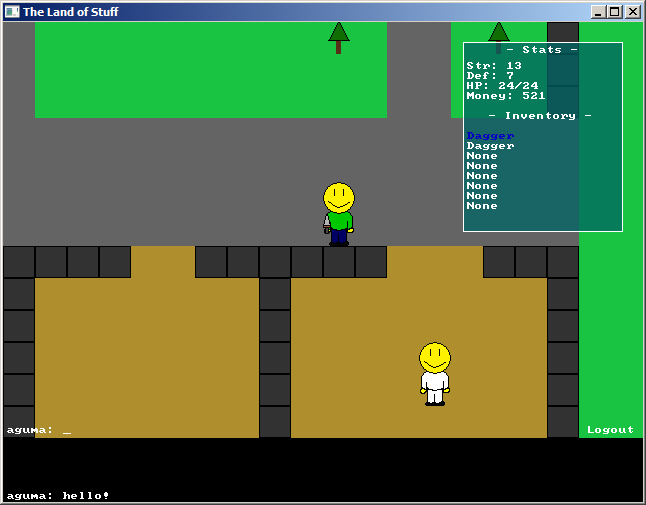 The Land of Stuff
- Stats -
Str: 13
Def: 7
HP: 24/24
Money: 521
- Inventory -
Dagger
Dagger
None
None
None
None
None
None
aguma: _
Logout
aguma: hello!